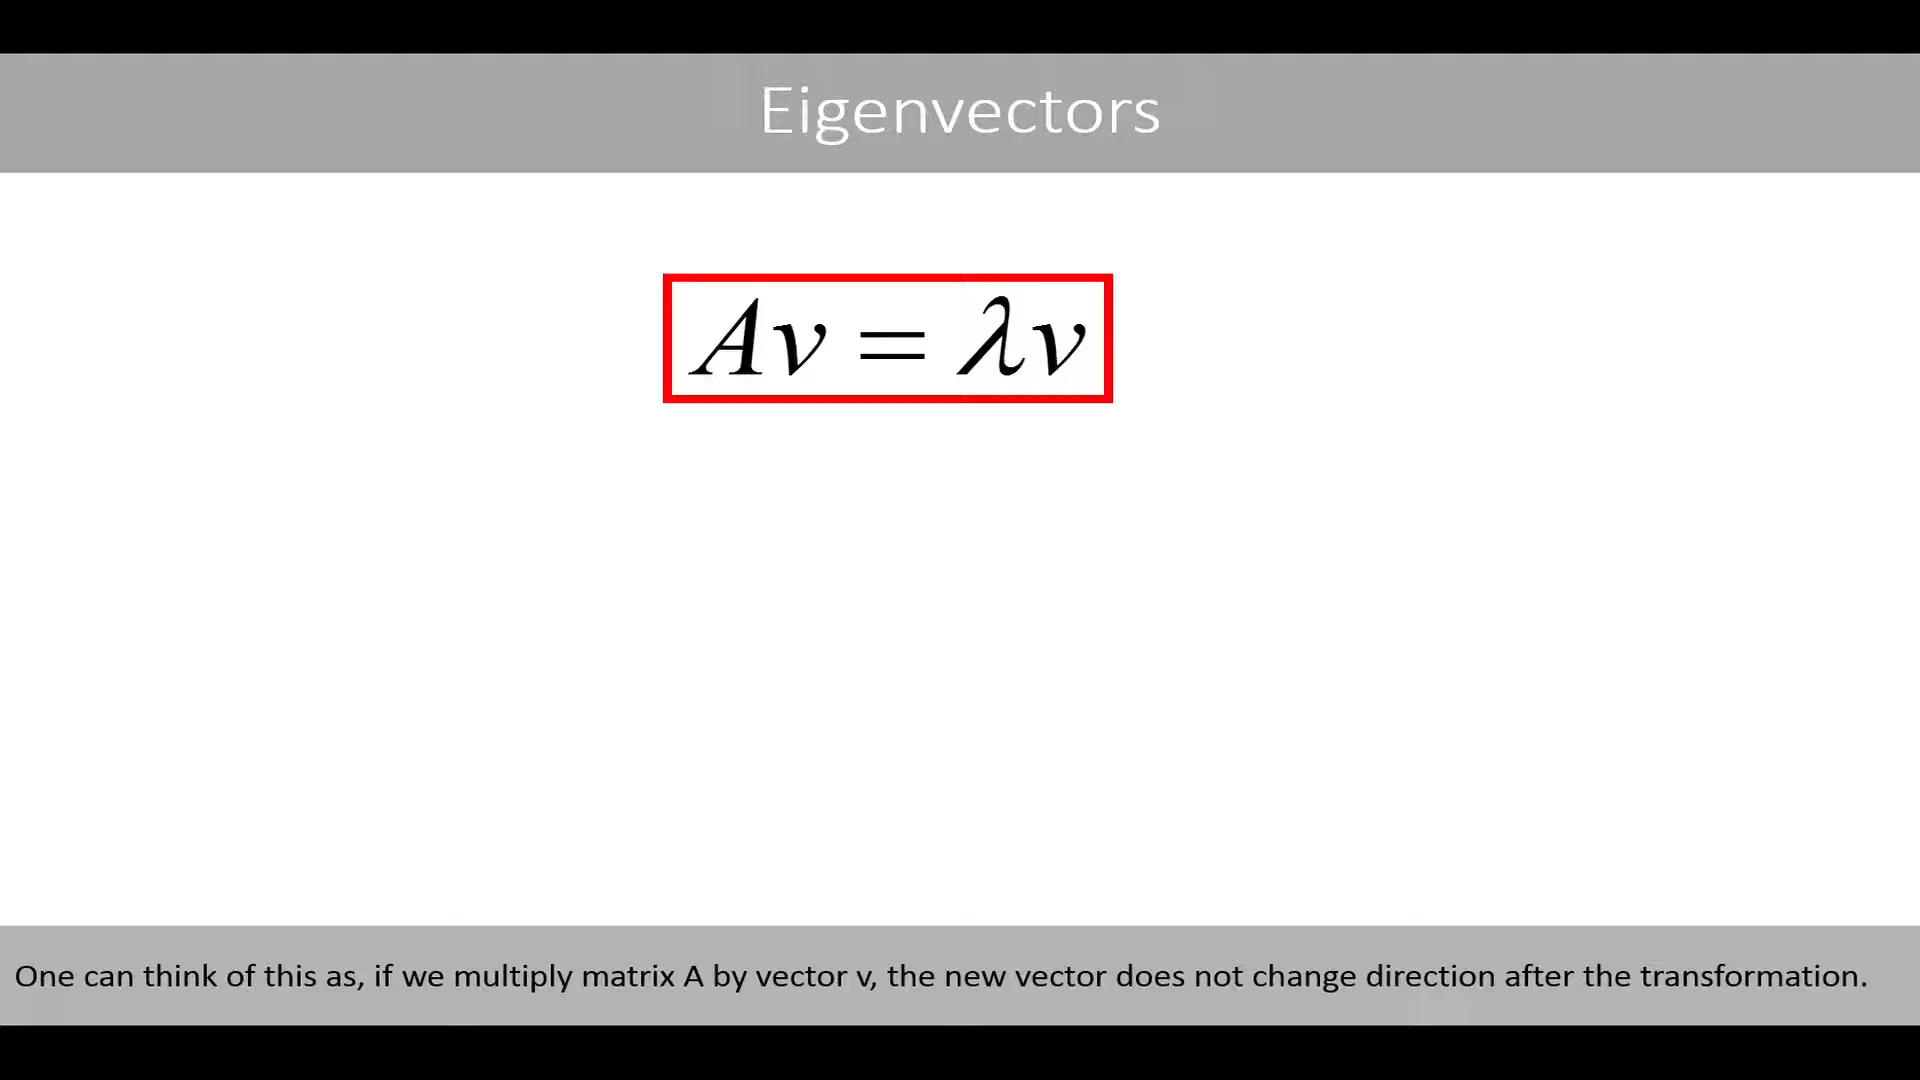 Eigenvectors
Av = λv
One can think of this as, if we multiply matrix A by vector v, the new vector does not change direction after the transformation.